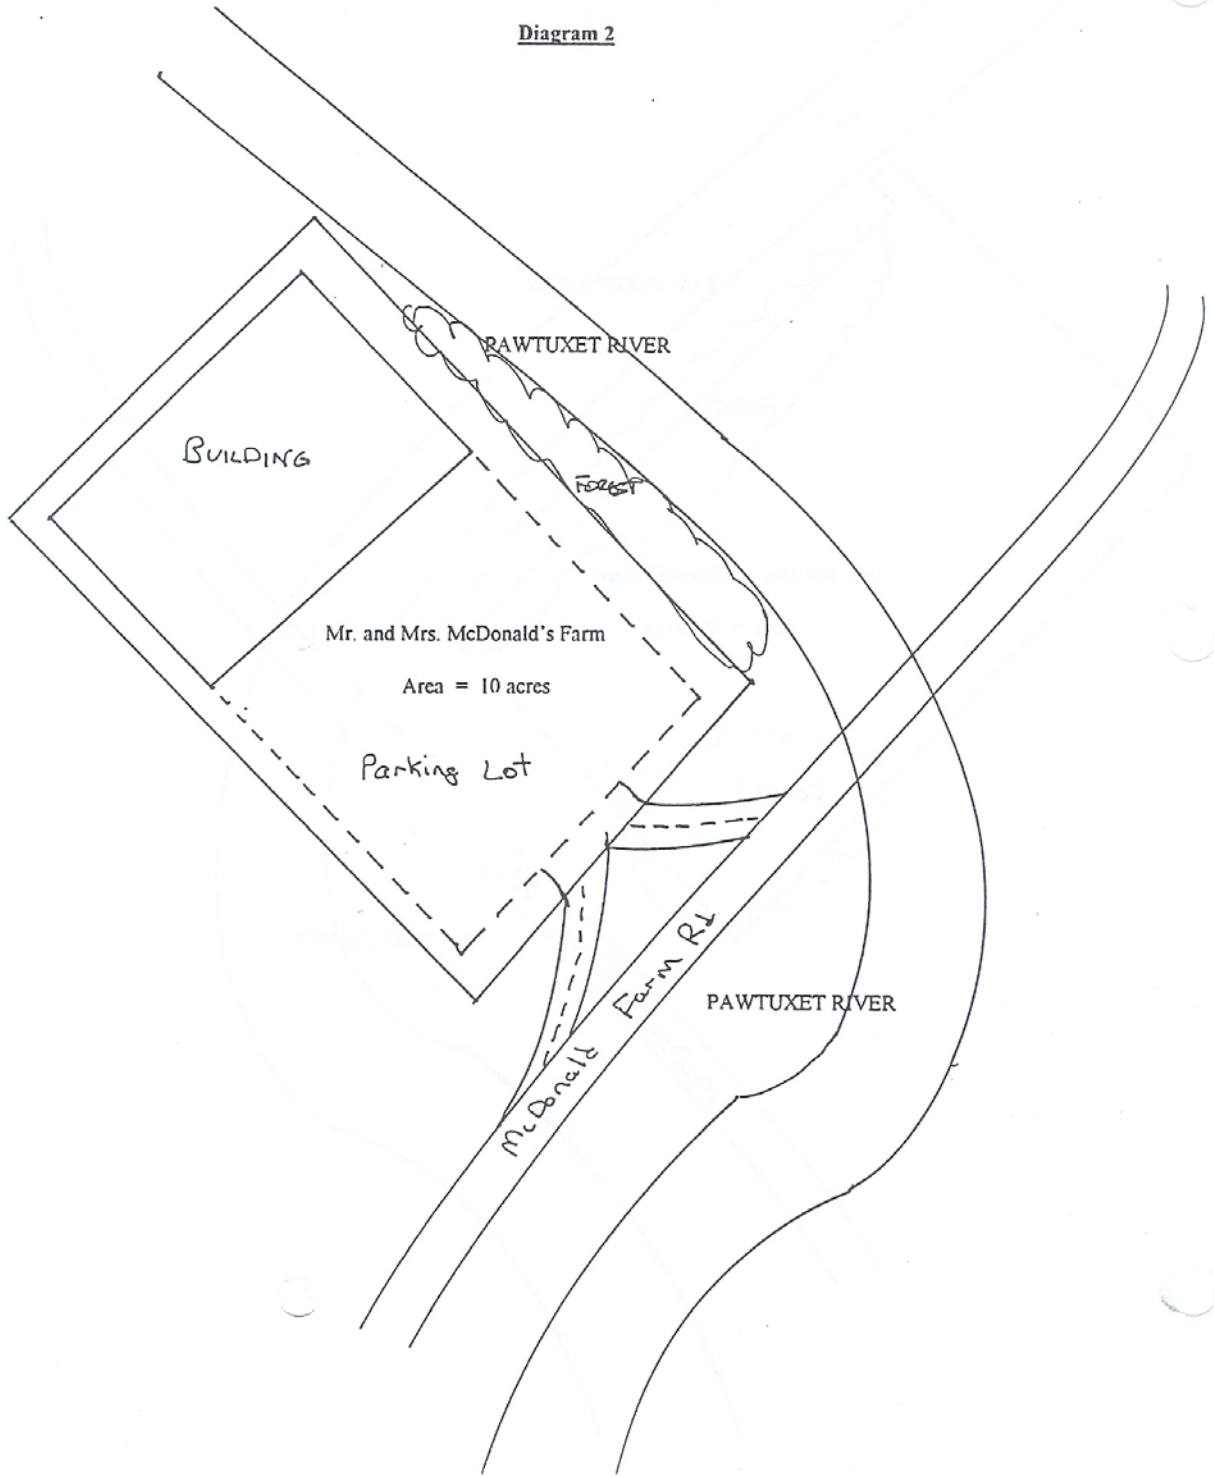 Diagram 2
PAWTUXET RIVER
BUILDING
FOREST
Mr. and Mrs. McDonald's Farm
Area = 10 acres
Parking Lot
McDonald Farm Rd
PAWTUXET RIVER